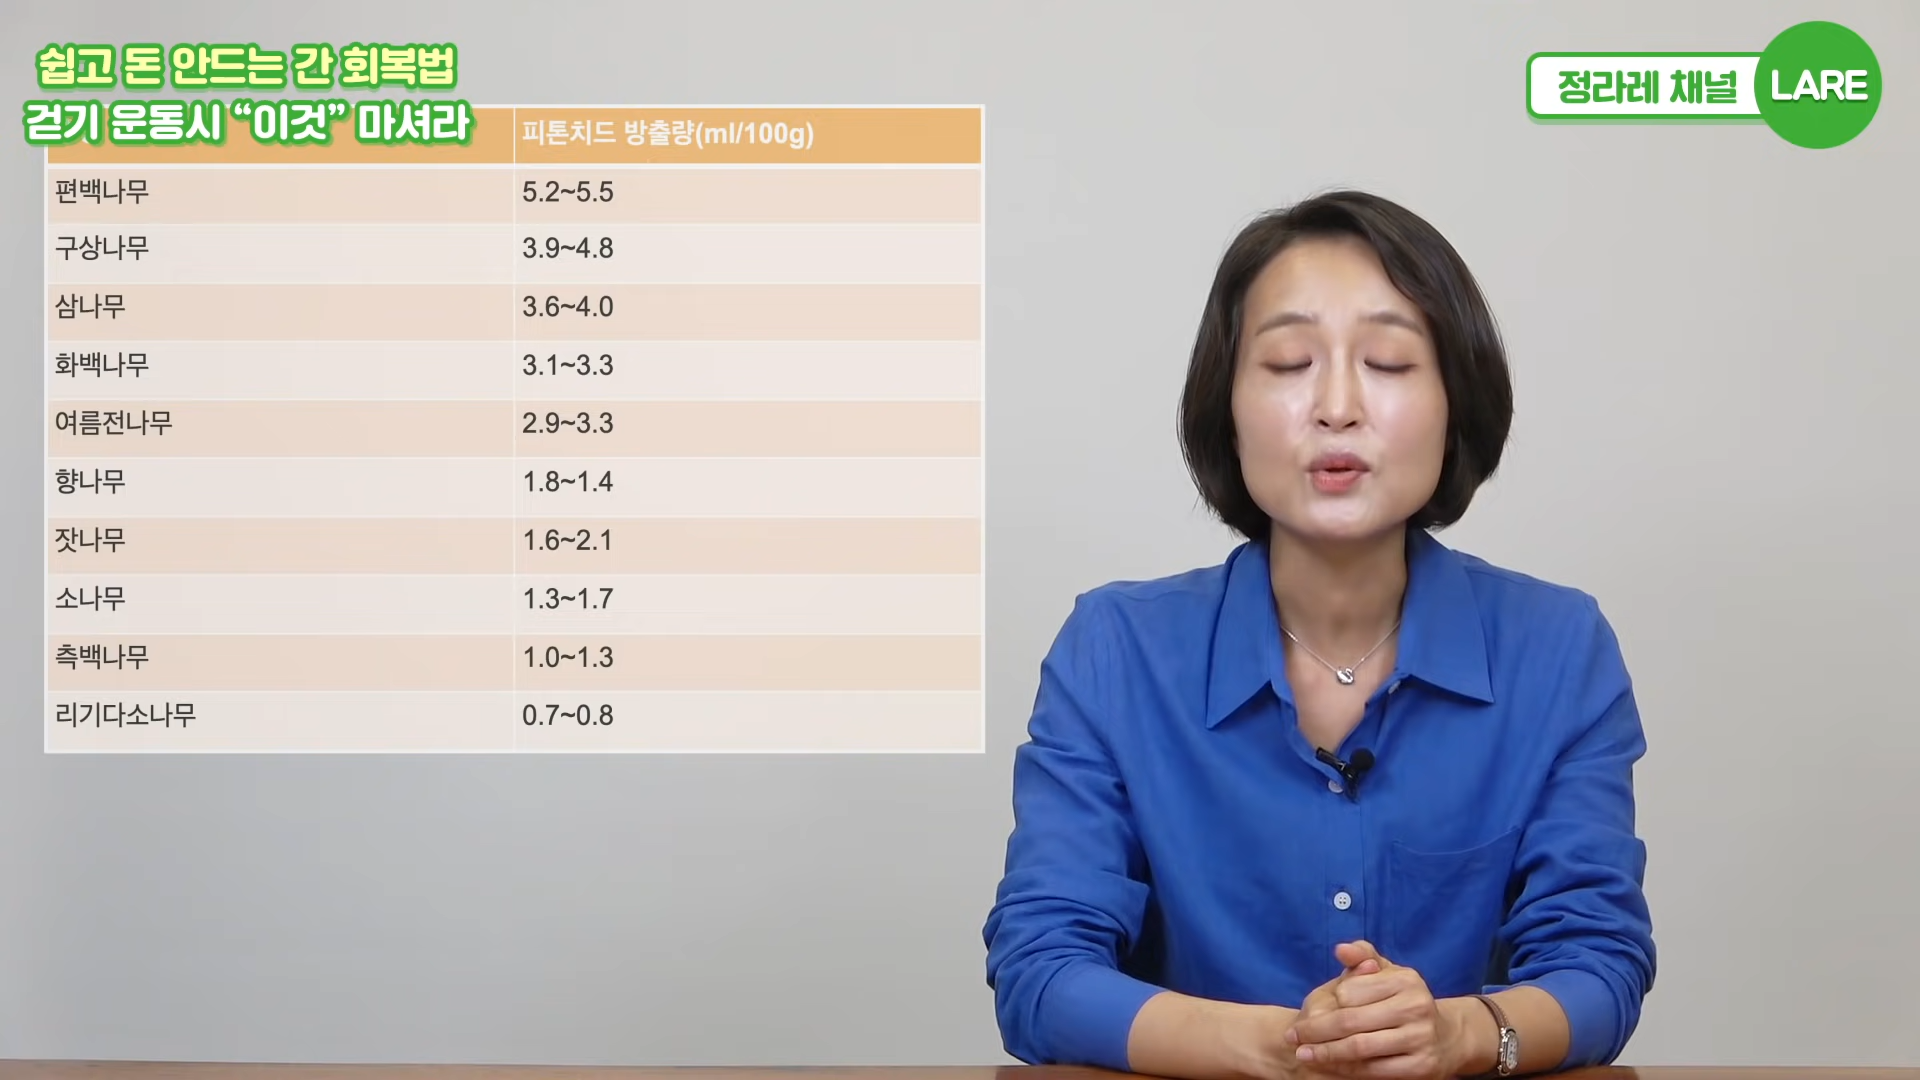 쉽고 돈 안드는 간 회복법
걷기 운동시 “이것” 마셔라
정라레 채널 LARE
피톤치드 방출량(ml/100g)
편백나무 5.2~5.5
구상나무 3.9~4.8
삼나무 3.6~4.0
화백나무 3.1~3.3
여름전나무 2.9~3.3
향나무 1.8~1.4
잣나무 1.6~2.1
소나무 1.3~1.7
측백나무 1.0~1.3
리기다소나무 0.7~0.8